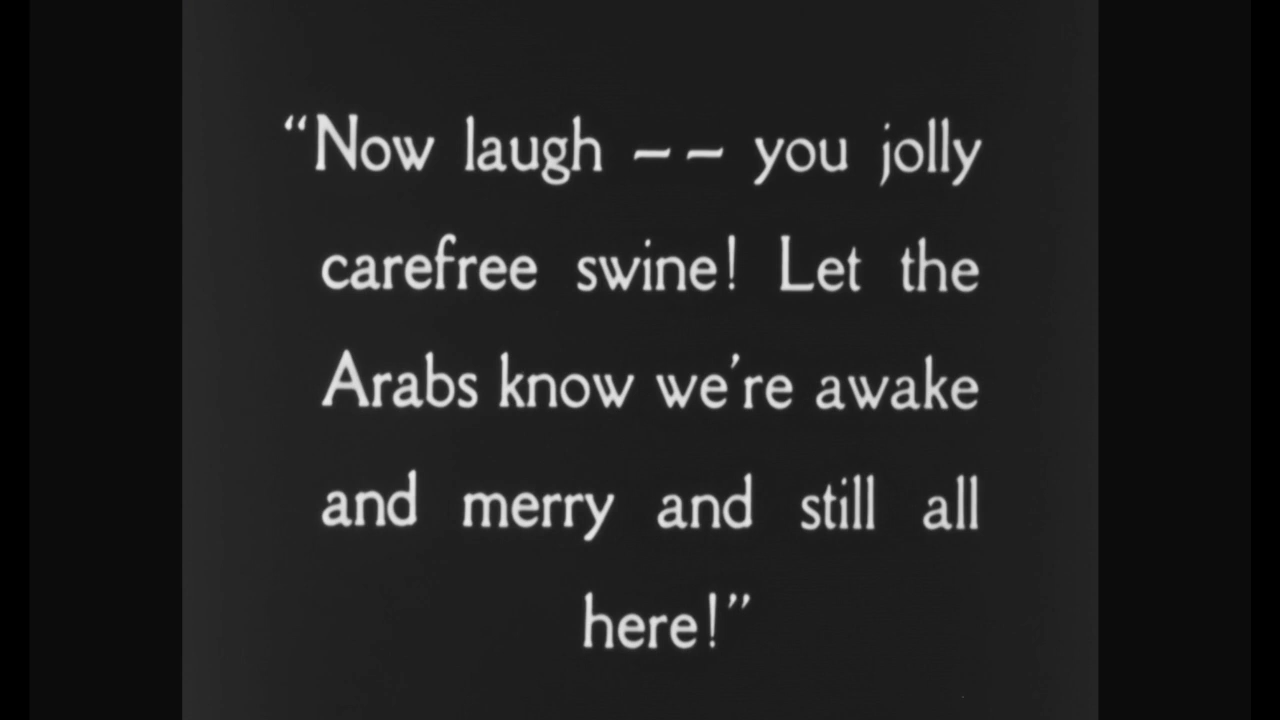 “Now laugh -- you jolly
carefree swine! Let the
Arabs know we're awake
and merry and still all
here!”